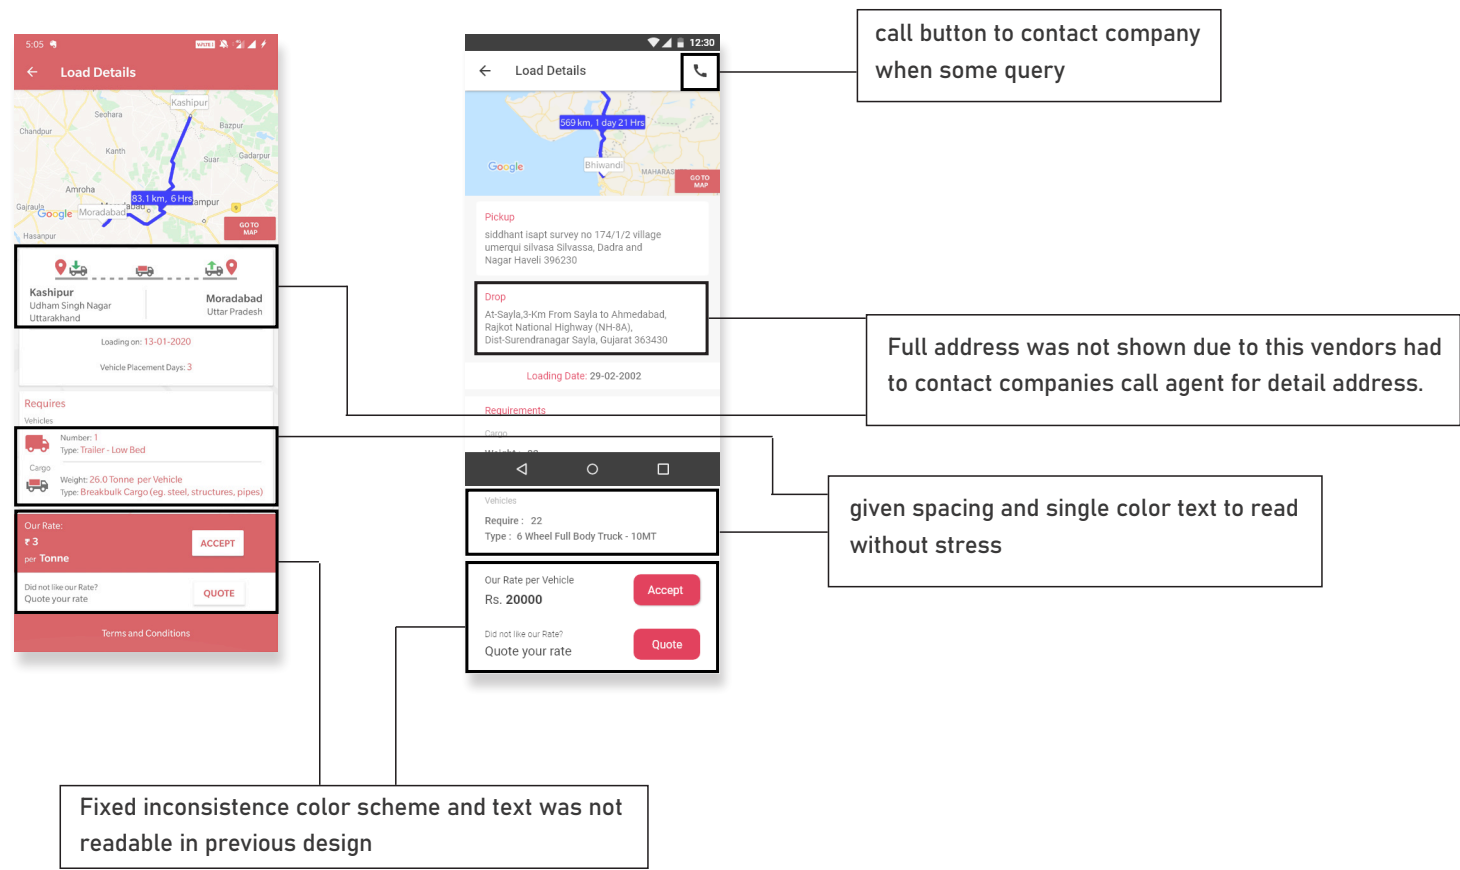 5:05
Load Details
Kashipur
Seohara
Chandpur
Bazpur
Kanth
Suar
Gadarpur
Amroha
83.1 km, 6 Hrs
ampur
Gajraula
Google
Moradabad
Hasanpur
GO TO
MAP
Kashipur
Udham Singh Nagar
Uttarakhand
Moradabad
Uttar Pradesh
Loading on: 13-01-2020
Vehicle Placement Days: 3
Requires
Vehicles
Number: 1
Type: Trailer - Low Bed
Cargo
Weight: 26.0 Tonne per Vehicle
Type: Breakbulk Cargo (eg. steel, structures, pipes)
Our Rate:
₹ 3
per Tonne
ACCEPT
Did not like our Rate?
Quote your rate
QUOTE
Terms and Conditions
12:30
Load Details
569 km, 1 day 21 Hrs
Google
Bhiwandi
MAHARAS
GO TO
MAP
Pickup
siddhant isapt survey no 174/1/2 village
umerqui silvasa Silvassa, Dadra and
Nagar Haveli 396230
Drop
At-Sayla,3-Km From Sayla to Ahmedabad,
Rajkot National Highway (NH-8A),
Dist-Surendranagar Sayla, Gujarat 363430
Loading Date: 29-02-2002
Requirements
Cargo
Vehicles
Require : 22
Type : 6 Wheel Full Body Truck - 10MT
Our Rate per Vehicle
Rs. 20000
Accept
Did not like our Rate?
Quote your rate
Quote
call button to contact company
when some query
Full address was not shown due to this vendors had
to contact companies call agent for detail address.
given spacing and single color text to read
without stress
Fixed inconsistence color scheme and text was not
readable in previous design